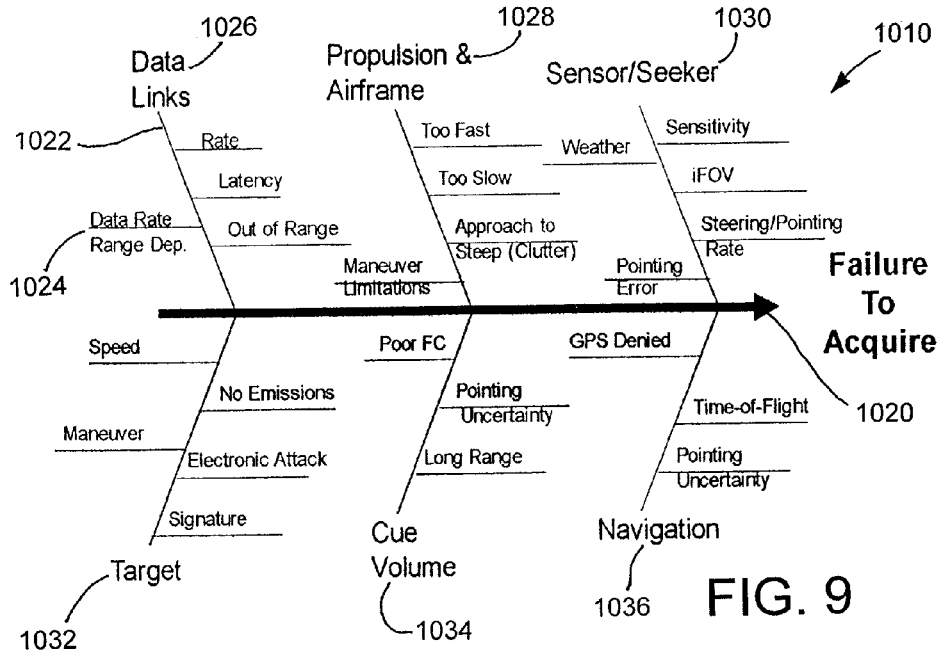 1026
1028
1030
1010
Data
Links
Propulsion &
Airframe
Sensor/Seeker
1022
Rate
Latency
Data Rate
Range Dep.
Out of Range
1024
Too Fast
Too Slow
Approach to
Steep (Clutter)
Maneuver
Limitations
Weather
Sensitivity
iFOV
Steering/Pointing
Rate
Pointing
Error
Failure
To
Acquire
1020
Speed
No Emissions
Maneuver
Electronic Attack
Signature
Target
1032
Poor FC
Pointing
Uncertainty
Long Range
Cue
Volume
1034
GPS Denied
Time-of-Flight
Pointing
Uncertainty
Navigation
1036
FIG. 9